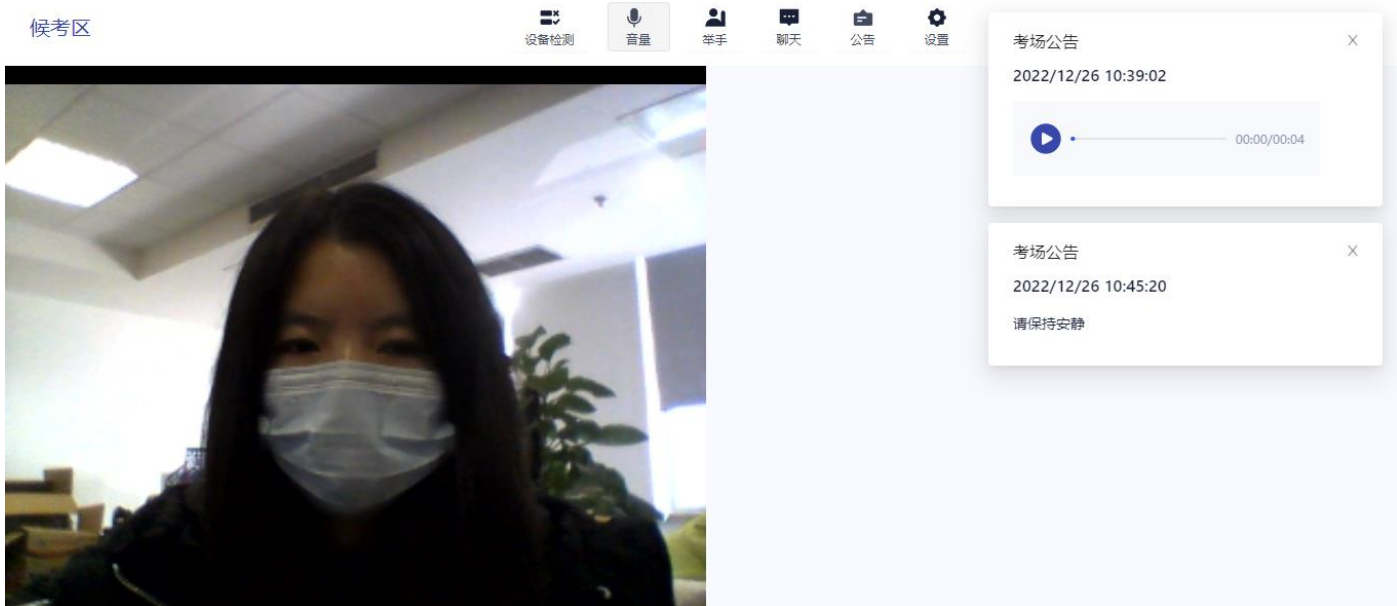 候考区
设备检测
音量
举手
聊天
公告
设置
考场公告
2022/12/26 10:39:02
00:00/00:04
考场公告
2022/12/26 10:45:20
请保持安静